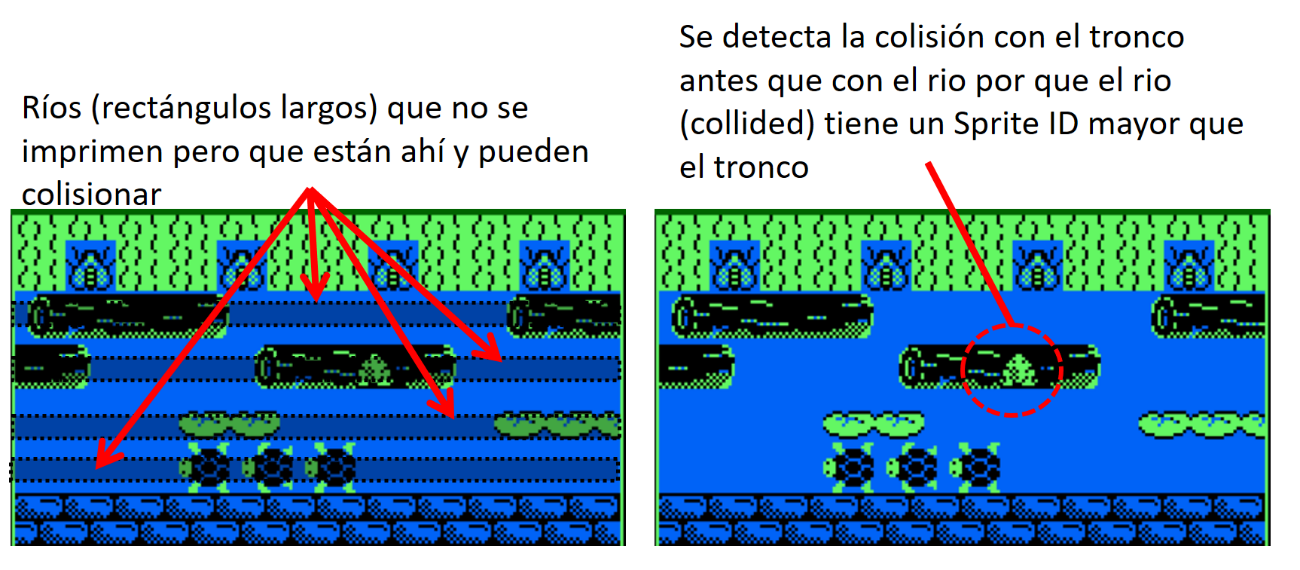 Ríos (rectángulos largos) que no se
imprimen pero que están ahí y pueden
colisionar
Se detecta la colisión con el tronco
antes que con el rio por que el rio
(collided) tiene un Sprite ID mayor que
el tronco